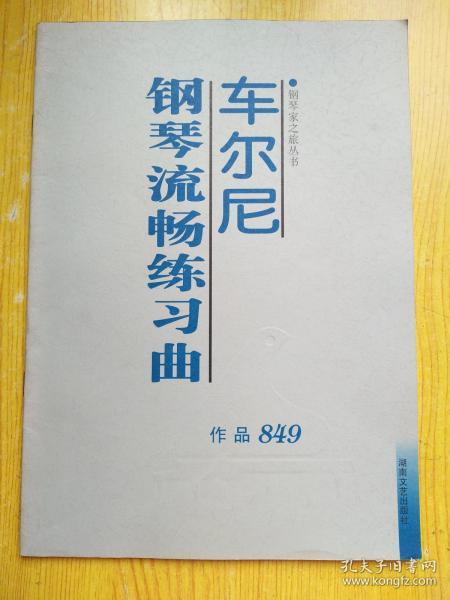 钢琴家之旅丛书
车尔尼
钢琴流畅练习曲
作品 849
湖南文艺出版社
孔夫子旧书网
www.kongfz.com